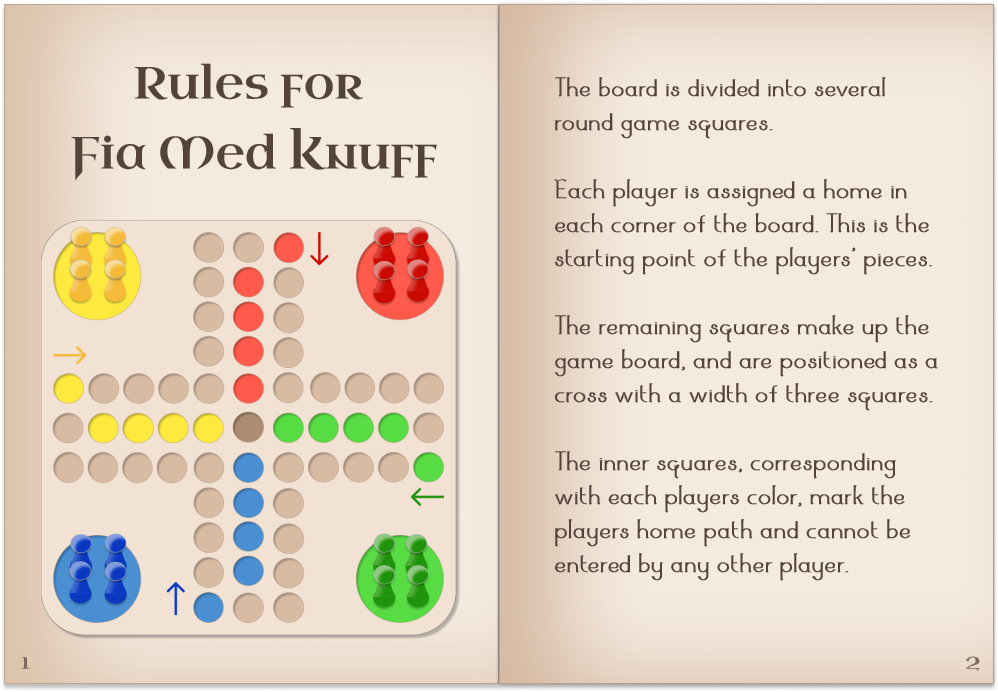 Rules for
Fia Med Knuff
1
The board is divided into several
round game squares.
Each player is assigned a home in
each corner of the board. This is the
starting point of the players' pieces.
The remaining squares make up the
game board, and are positioned as a
cross with a width of three squares.
The inner squares, corresponding
with each players color, mark the
players home path and cannot be
entered by any other player.
2